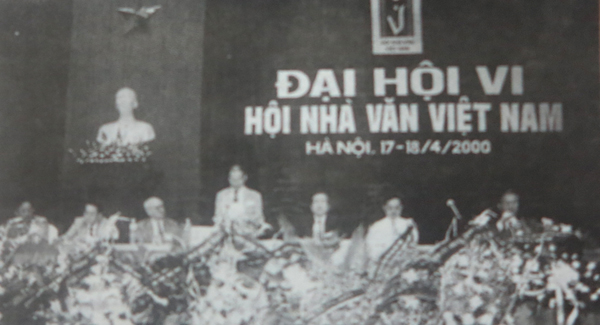 ĐẠI HỘI VI
HỘI NHÀ VĂN VIỆT NAM
HÀ NỘI, 17-18/4/2000